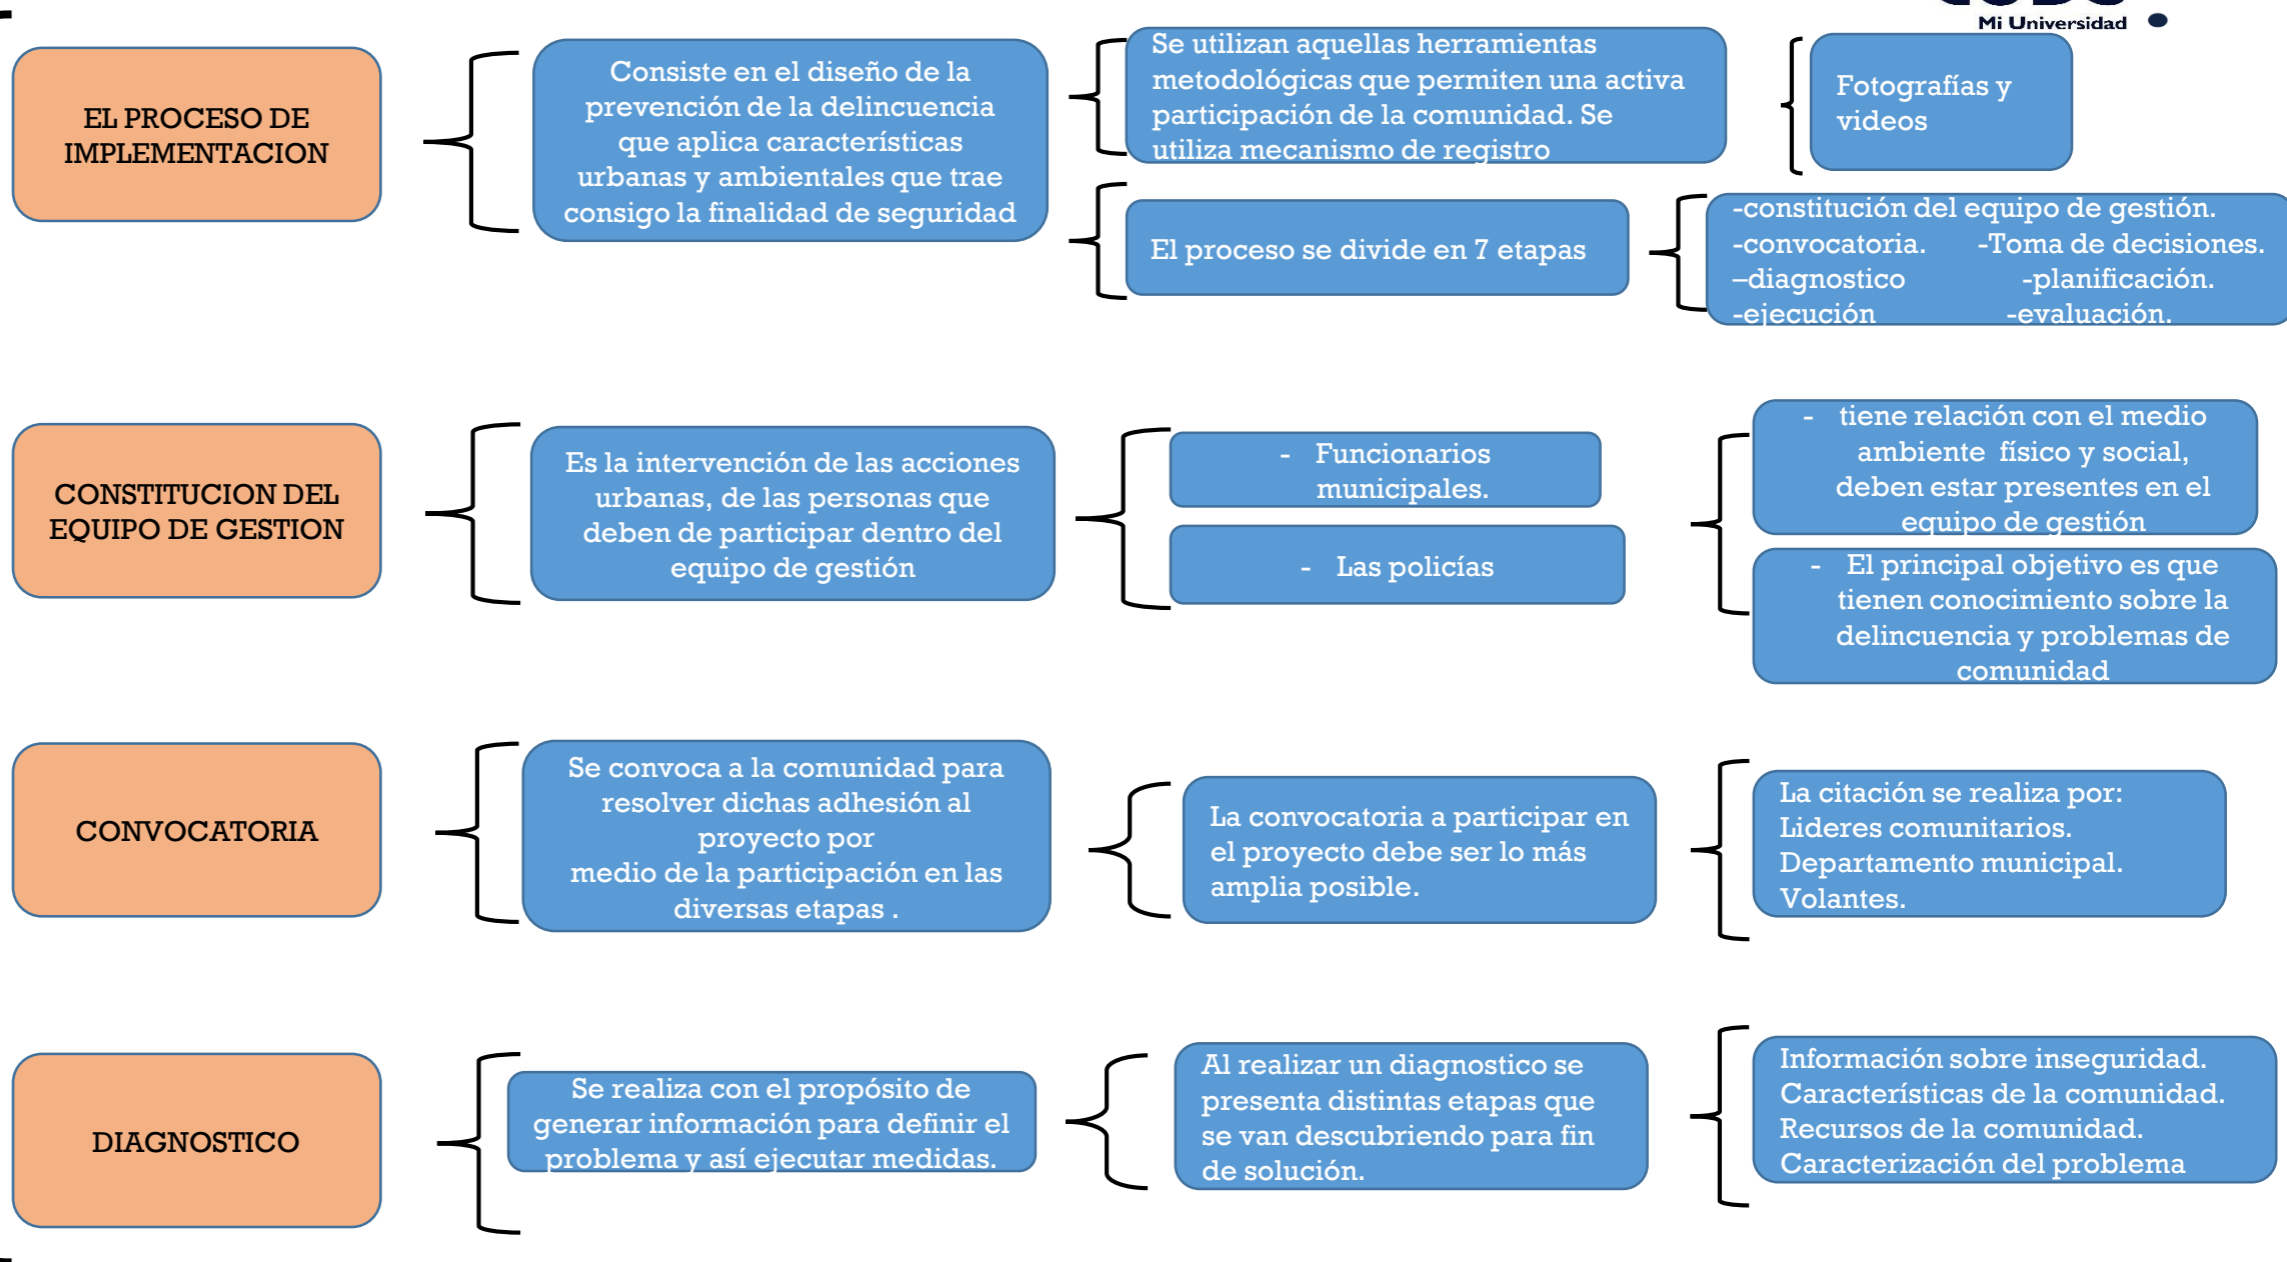 Mi Universidad
EL PROCESO DE
IMPLEMENTACION
Consiste en el diseño de la
prevención de la delincuencia
que aplica características
urbanas y ambientales que trae
consigo la finalidad de seguridad
Se utilizan aquellas herramientas
metodológicas que permiten una activa
participación de la comunidad. Se
utiliza mecanismo de registro
Fotografías y
videos
El proceso se divide en 7 etapas
-constitución del equipo de gestión.
-convocatoria. -Toma de decisiones.
–diagnostico -planificación.
-ejecución -evaluación.
CONSTITUCION DEL
EQUIPO DE GESTION
Es la intervención de las acciones
urbanas, de las personas que
deben de participar dentro del
equipo de gestión
- Funcionarios
municipales.
- Las policías
- tiene relación con el medio
ambiente físico y social,
deben estar presentes en el
equipo de gestión
- El principal objetivo es que
tienen conocimiento sobre la
delincuencia y problemas de
comunidad
CONVOCATORIA
Se convoca a la comunidad para
resolver dichas adhesión al
proyecto por
medio de la participación en las
diversas etapas .
La convocatoria a participar en
el proyecto debe ser lo más
amplia posible.
La citación se realiza por:
Lideres comunitarios.
Departamento municipal.
Volantes.
DIAGNOSTICO
Se realiza con el propósito de
generar información para definir el
problema y así ejecutar medidas.
Al realizar un diagnostico se
presenta distintas etapas que
se van descubriendo para fin
de solución.
Información sobre inseguridad.
Características de la comunidad.
Recursos de la comunidad.
Caracterización del problema